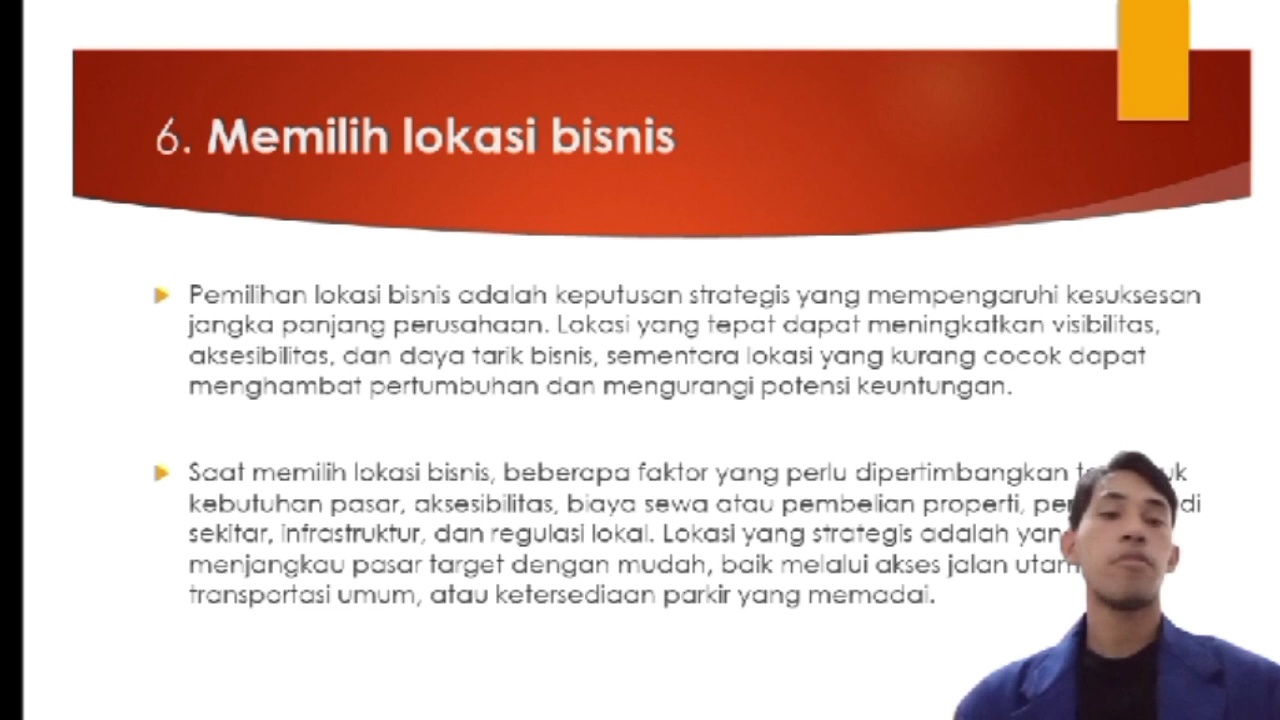 6. Memilih lokasi bisnis
Pemilihan lokasi bisnis adalah keputusan strategis yang mempengaruhi kesuksesan
jangka panjang perusahaan. Lokasi yang tepat dapat meningkatkan visibilitas,
aksesibilitas, dan daya tarik bisnis, sementara lokasi yang kurang cocok dapat
menghambat pertumbuhan dan mengurangi potensi keuntungan.
Saat memilih lokasi bisnis, beberapa faktor yang perlu dipertimbangkan
kebutuhan pasar, aksesibilitas, biaya sewa atau pembelian properti, di
sekitar, infrastruktur, dan regulasi lokal. Lokasi yang strategis adalah
menjangkau pasar target dengan mudah, baik melalui akses jalan
transportasi umum, atau ketersediaan parkir yang memadai.